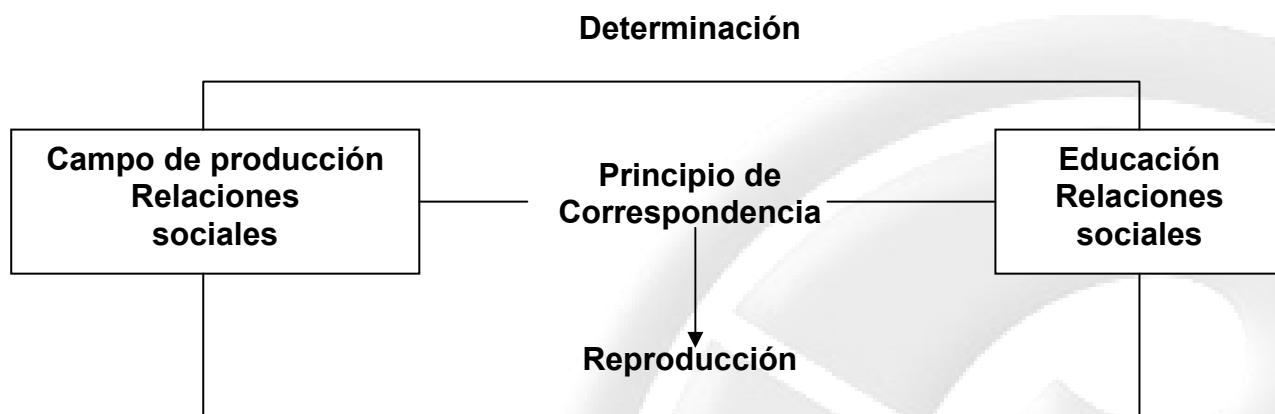 Determinación
Campo de producción
Relaciones
sociales
Principio de
Correspondencia
Educación
Relaciones
sociales
Reproducción